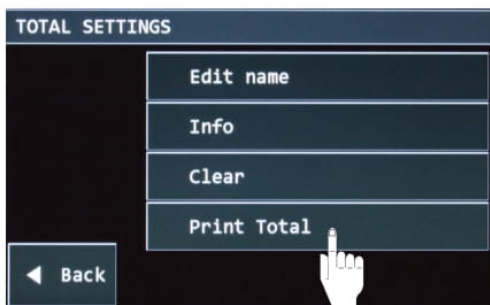 TOTAL SETTINGS
Edit name
Info
Clear
Print Total
Back